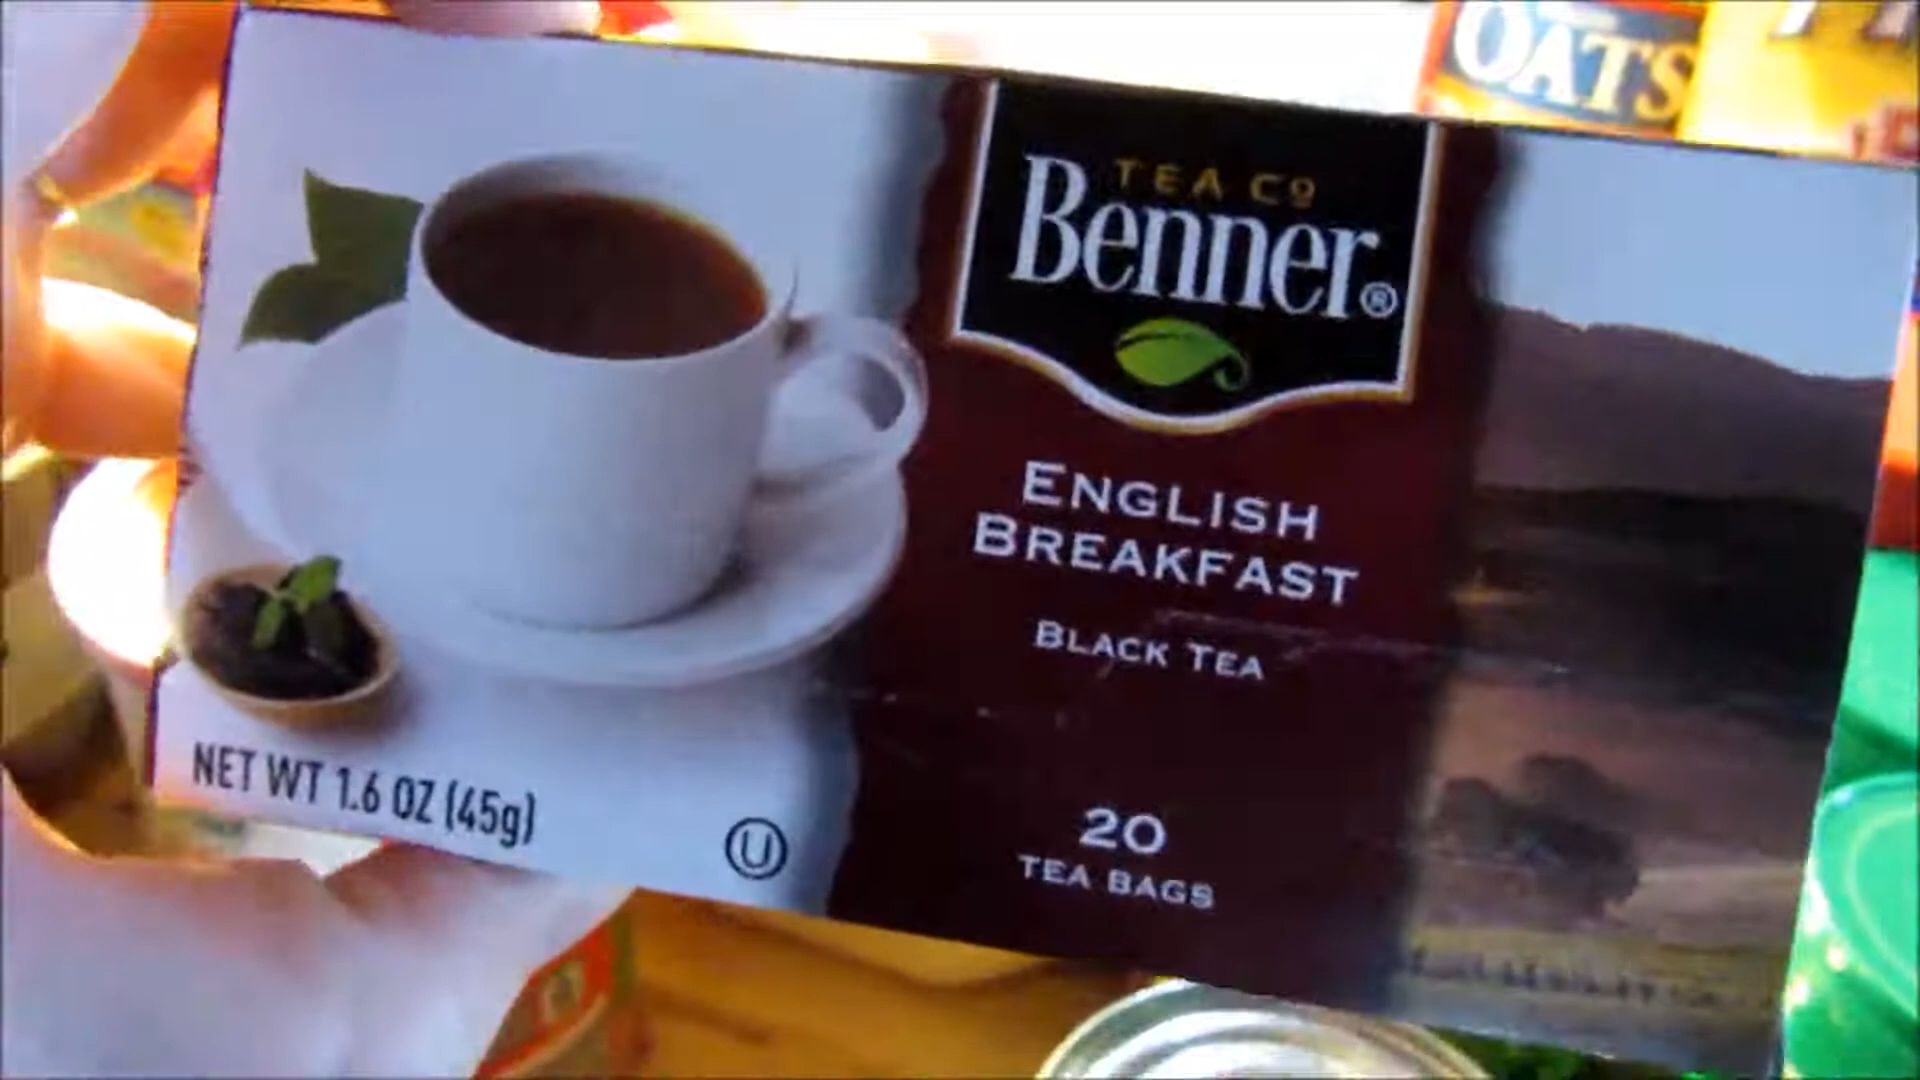 OATS
TEA CO
Benner®
ENGLISH
BREAKFAST
BLACK TEA
NET WT 1.6 OZ (45g)
U
20
TEA BAGS